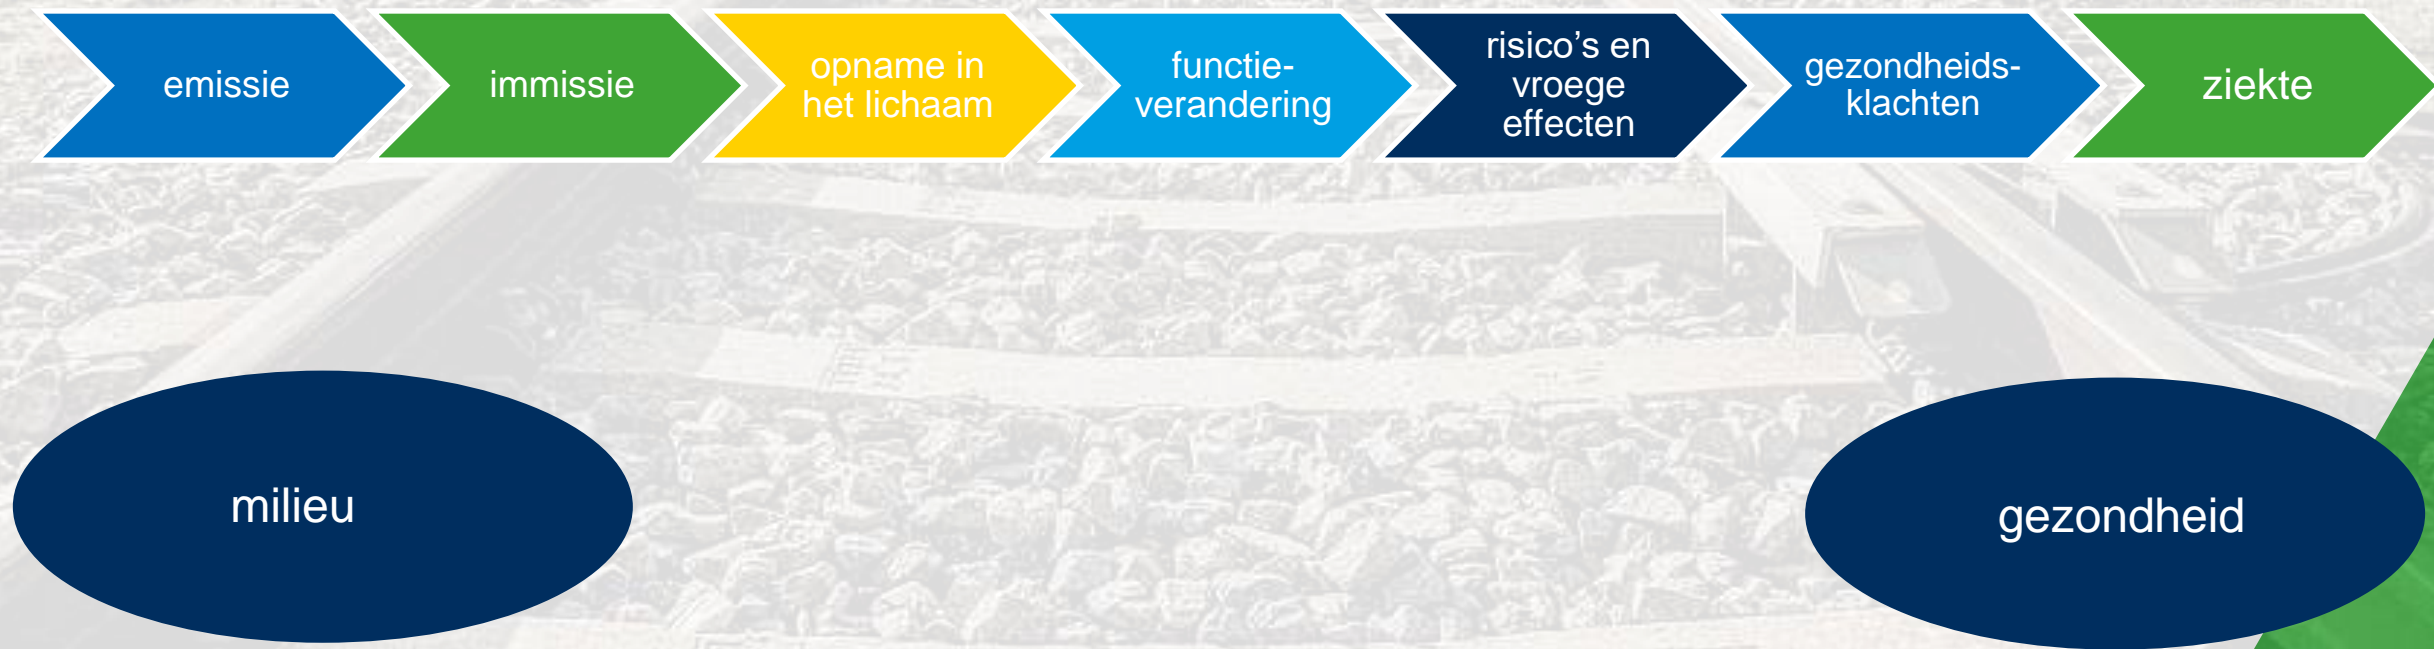 emissie
immissie
opname in
het lichaam
functie-
verandering
risico’s en
vroege
effecten
gezondheids-
klachten
ziekte
milieu
gezondheid